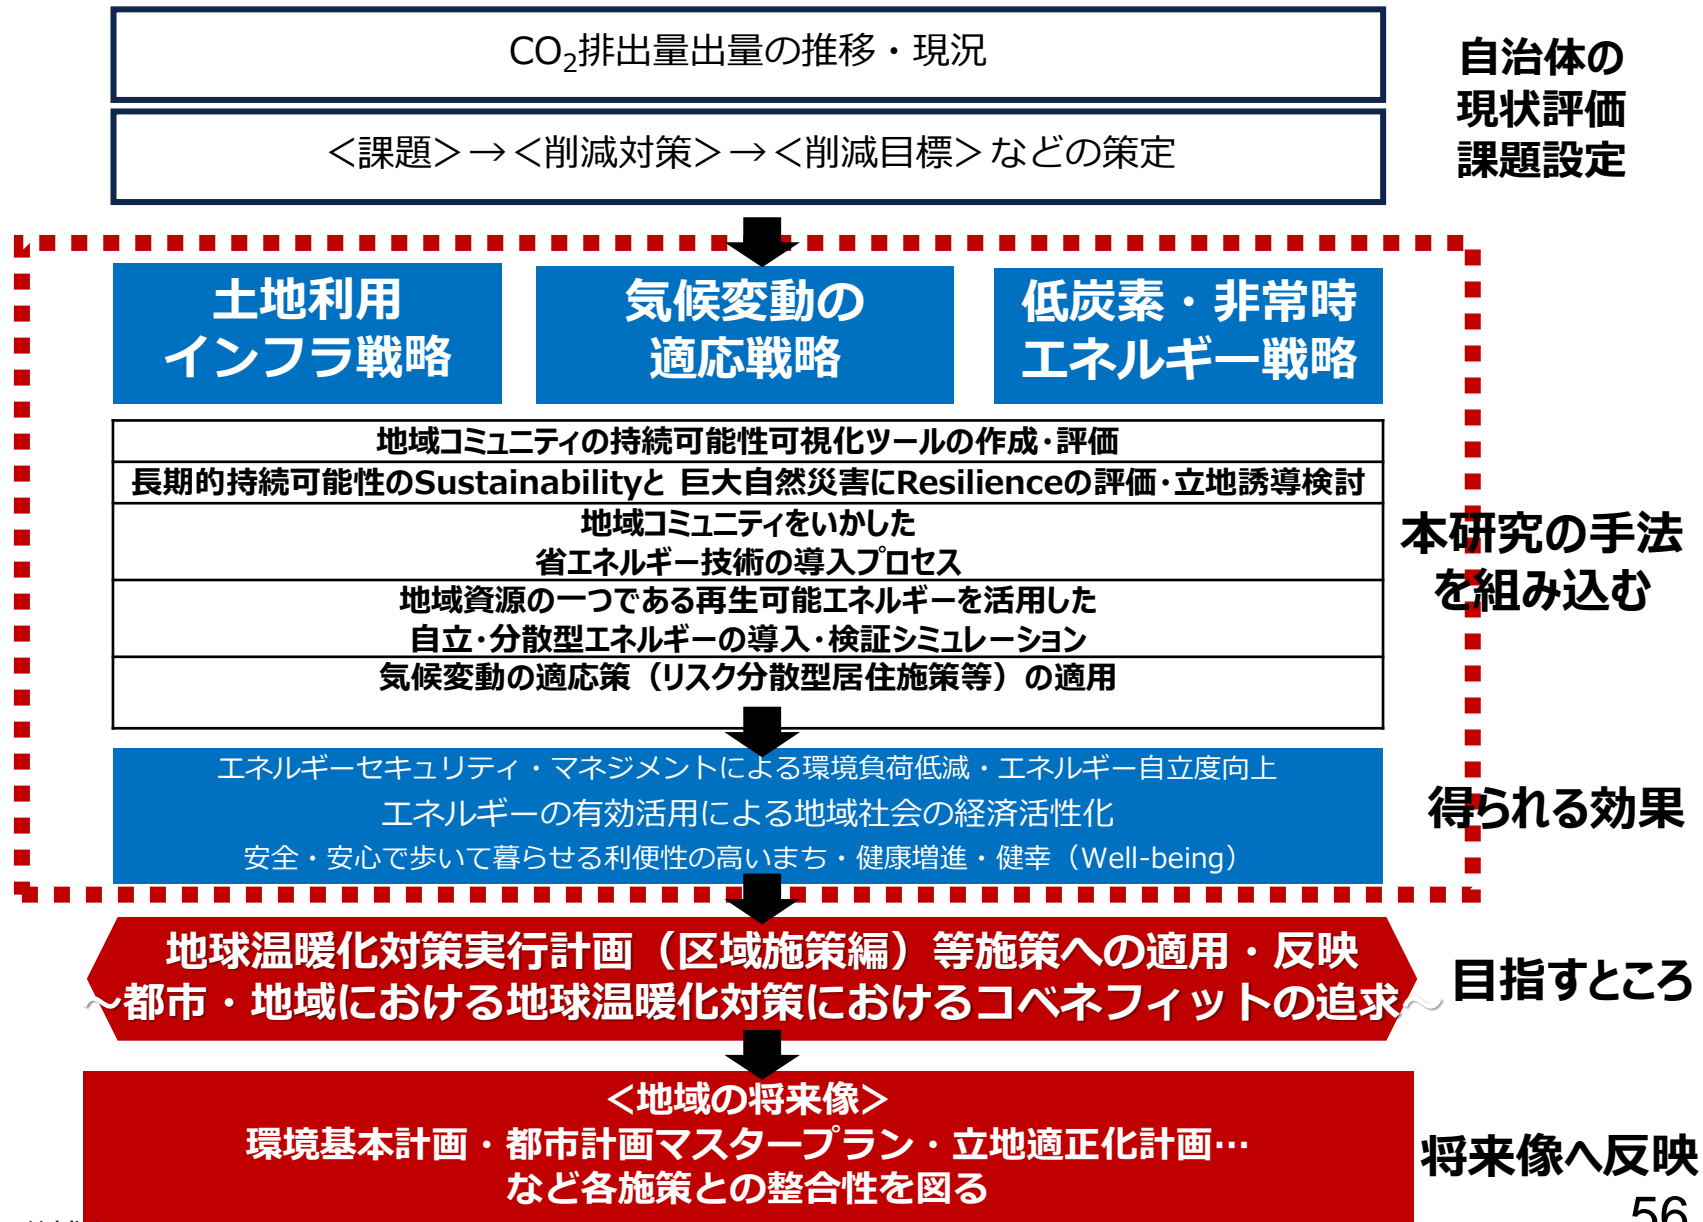 CO₂排出量出量の推移・現況
自治体の
現状評価
課題設定
＜課題＞→＜削減対策＞→＜削減目標＞などの策定
土地利用
インフラ戦略
気候変動の
適応戦略
低炭素・非常時
エネルギー戦略
地域コミュニティの持続可能性可視化ツールの作成・評価
長期的持続可能性のSustainabilityと 巨大自然災害にResilienceの評価・立地誘導検討
地域コミュニティをいかした
省エネルギー技術の導入プロセス
地域資源の一つである再生可能エネルギーを活用した
自立・分散型エネルギーの導入・検証シミュレーション
気候変動の適応策（リスク分散型居住施策等）の適用
本研究の手法
を組み込む
エネルギーセキュリティ・マネジメントによる環境負荷低減・エネルギー自立度向上
エネルギーの有効活用による地域社会の経済活性化
安全・安心で歩いて暮らせる利便性の高いまち・健康増進・健幸（Well-being）
得られる効果
地球温暖化対策実行計画（区域施策編）等施策への適用・反映
～都市・地域における地球温暖化対策におけるコベネフィットの追求～
目指すところ
＜地域の将来像＞
環境基本計画・都市計画マスタープラン・立地適正化計画…
など各施策との整合性を図る
将来像へ反映
56